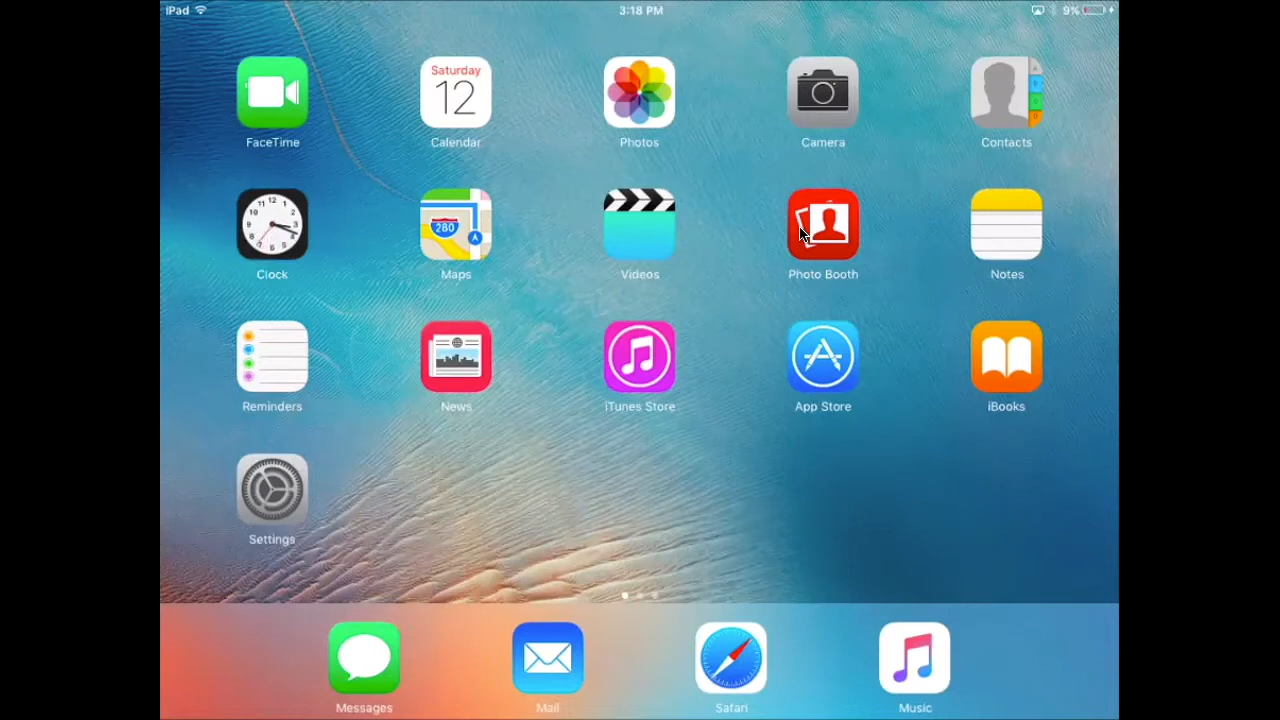 iPad 3:18 PM 9%
Saturday
12
FaceTime Calendar Photos Camera Contacts
280
Clock Maps Videos Photo Booth Notes
Reminders News iTunes Store App Store iBooks
Settings
Messages Mail Safari Music